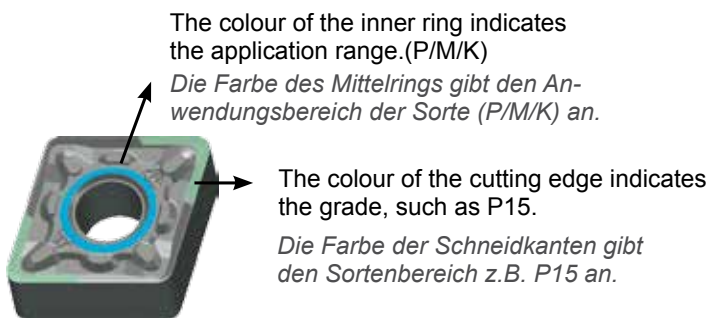 The colour of the inner ring indicates
the application range.(P/M/K)
Die Farbe des Mittelrings gibt den An-
wendungsbereich der Sorte (P/M/K) an.
The colour of the cutting edge indicates
the grade, such as P15.
Die Farbe der Schneidkanten gibt
den Sortenbereich z.B. P15 an.